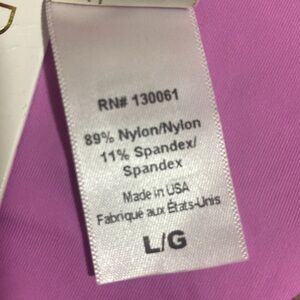 RN# 130061
89% Nylon/Nylon
11% Spandex/
Spandex
Made in USA
Fabriqué aux États-Unis
L/G